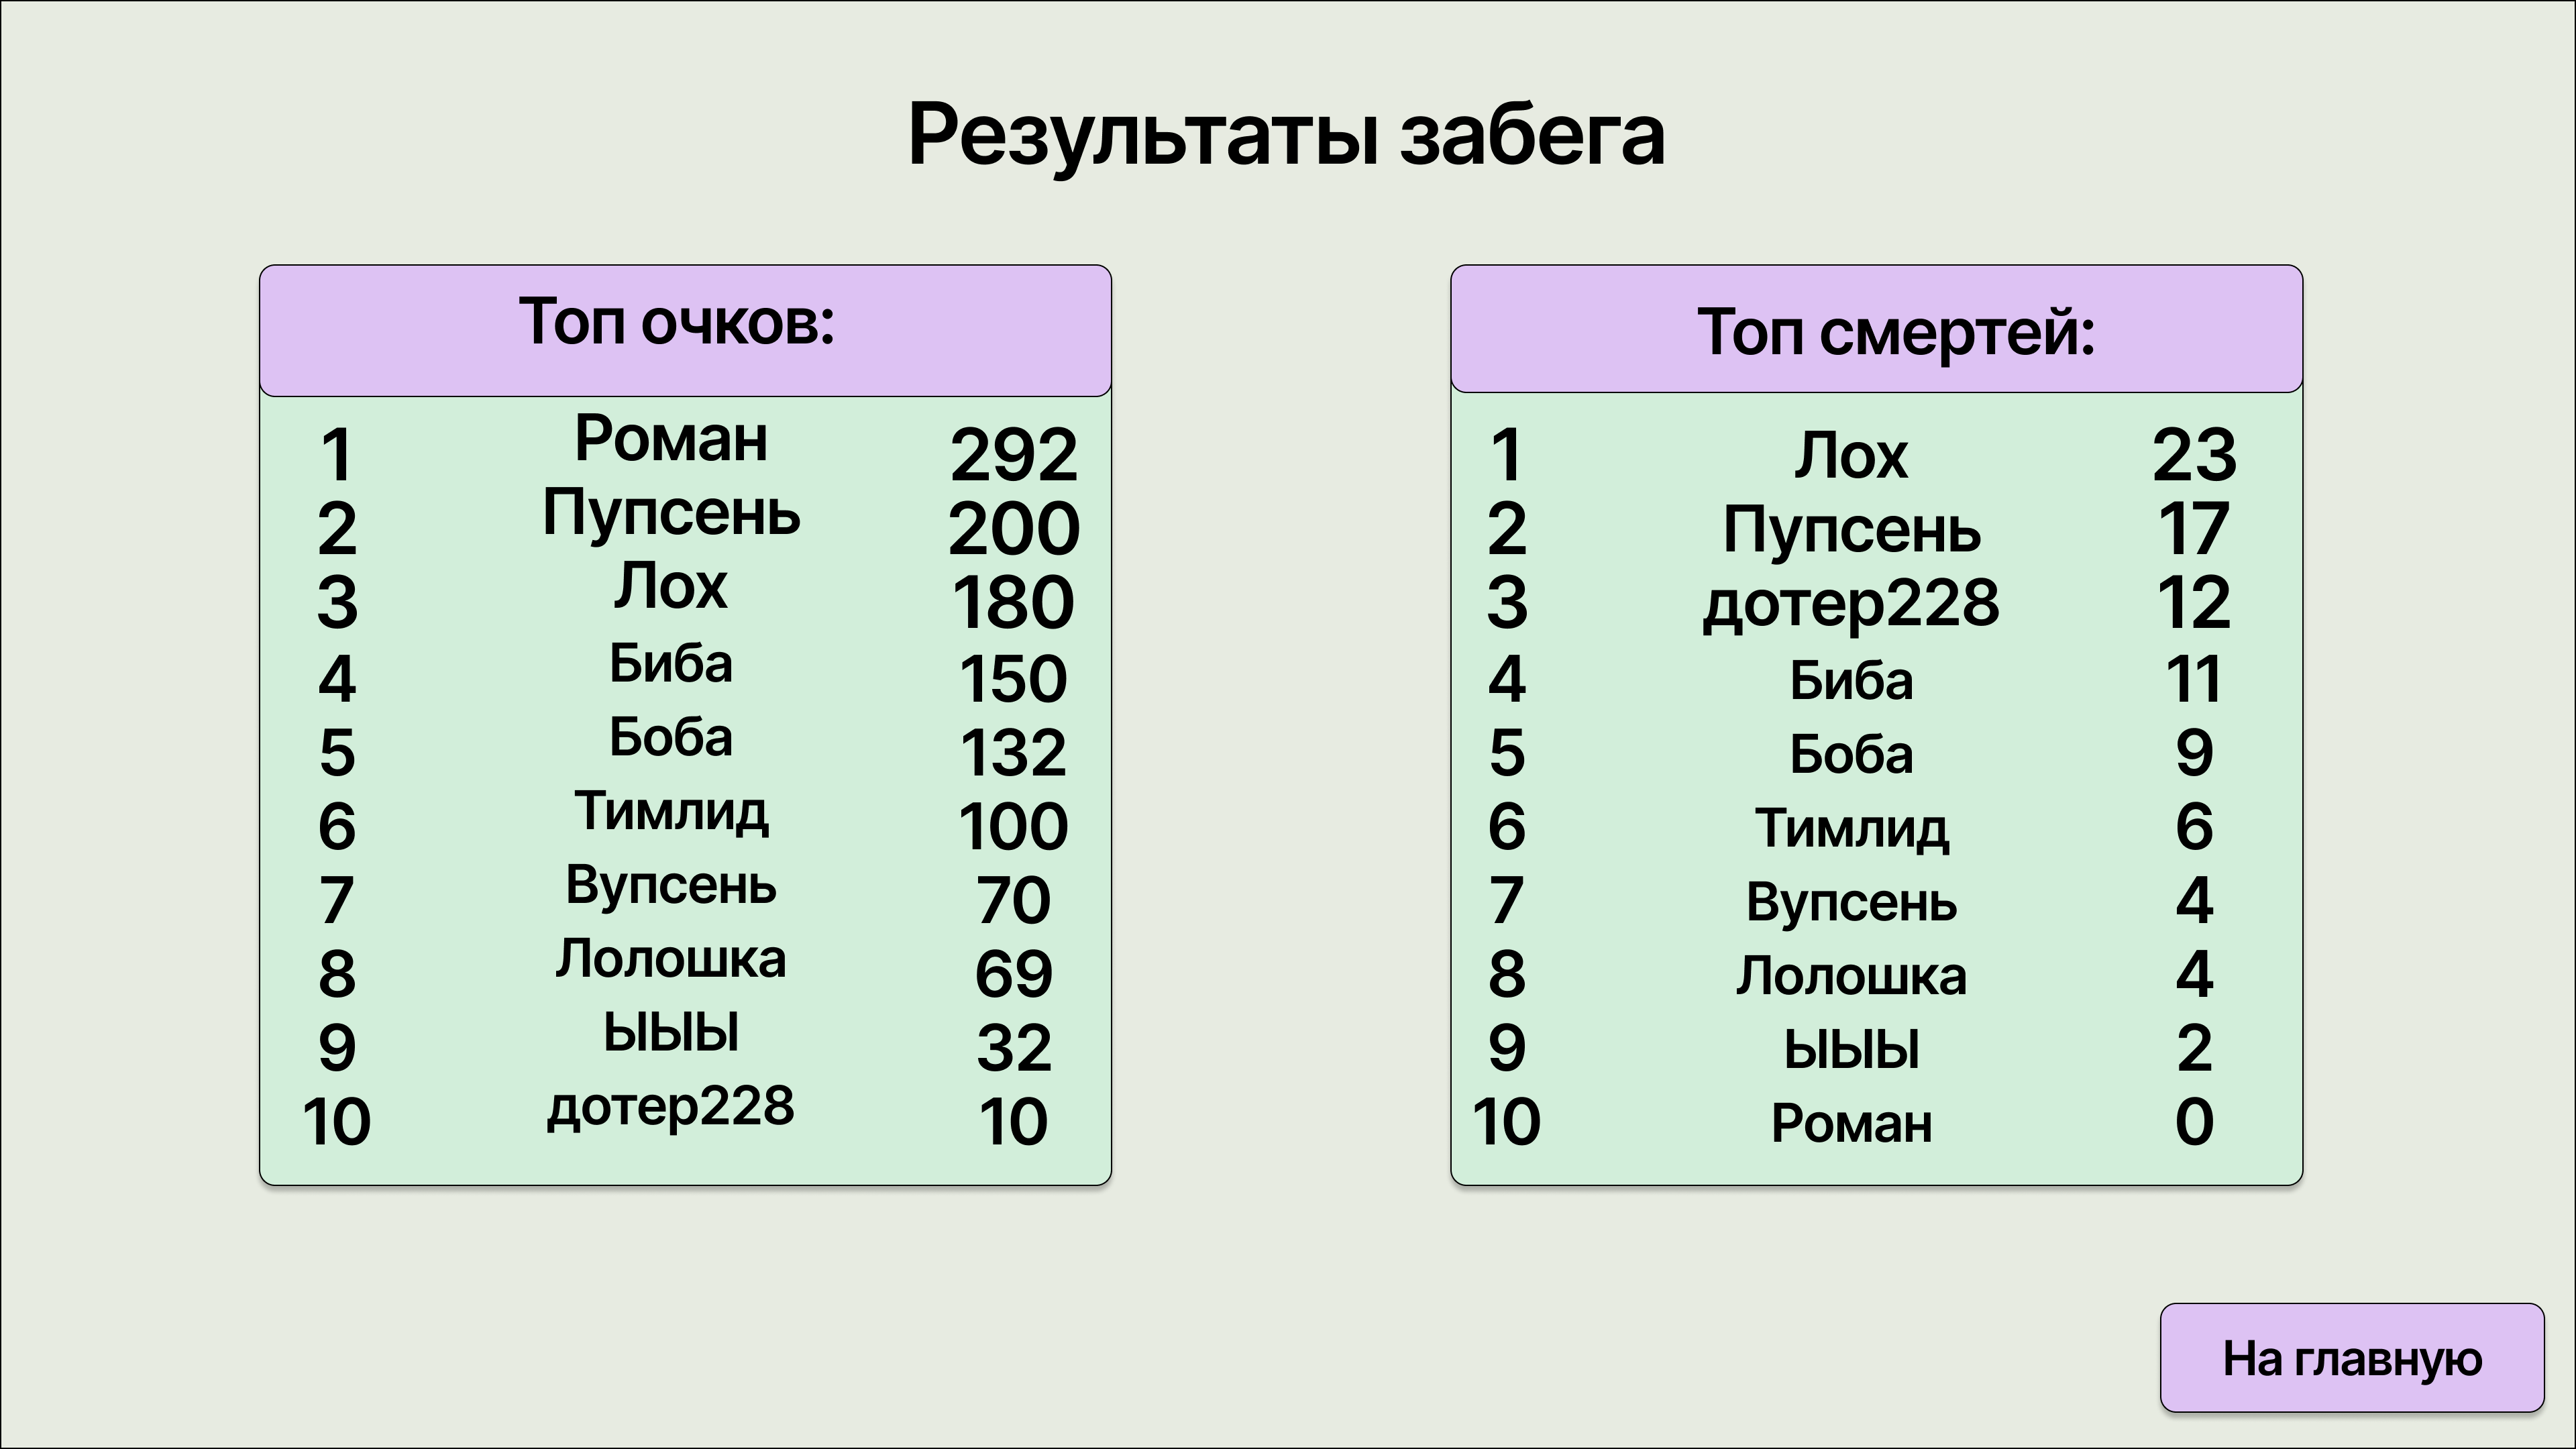 Результаты забега
Топ очков:
1 Роман 292
2 Пупсень 200
3 Лох 180
4 Биба 150
5 Боба 132
6 Тимлид 100
7 Вупсень 70
8 Лолошка 69
9 ЫЫЫ 32
10 дотер228 10
Топ смертей:
1 Лох 23
2 Пупсень 17
3 дотер228 12
4 Биба 11
5 Боба 9
6 Тимлид 6
7 Вупсень 4
8 Лолошка 4
9 ЫЫЫ 2
10 Роман 0
На главную